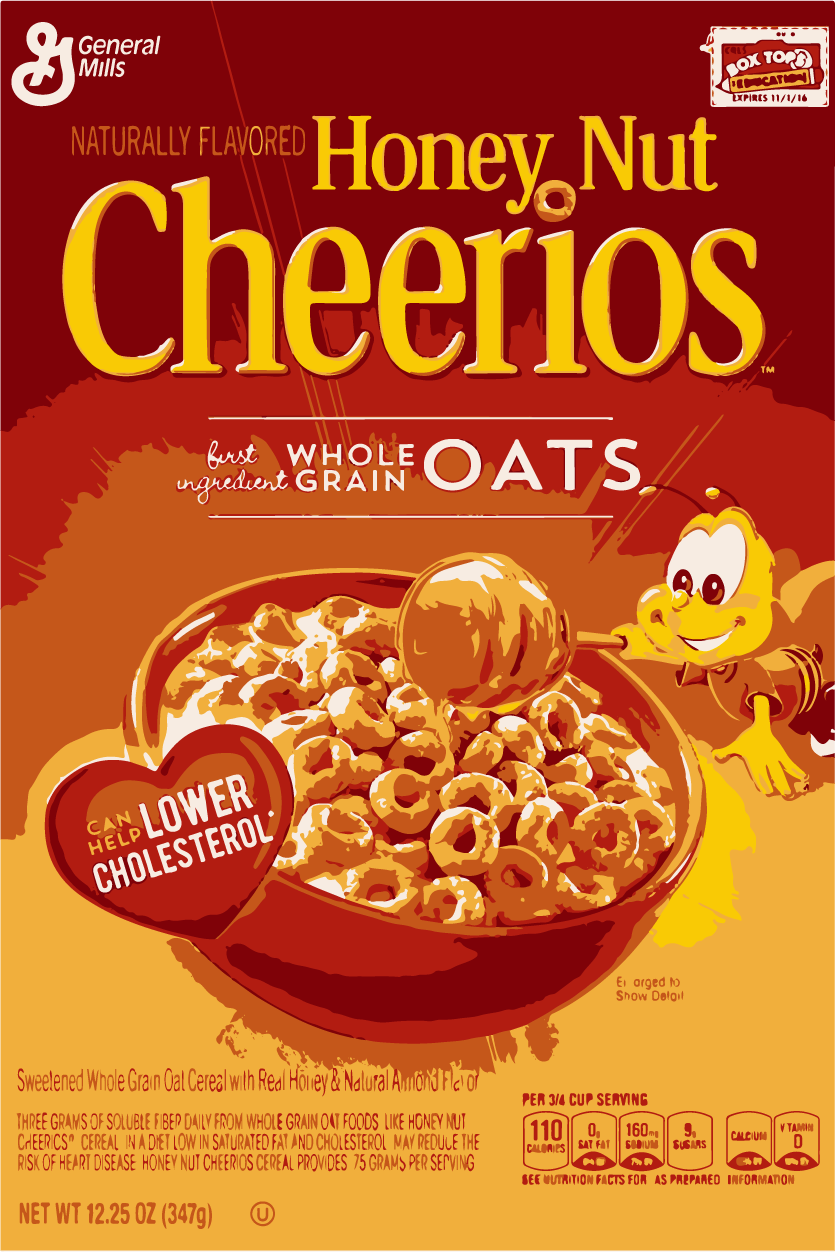 General
Mills
BOX TOPS
EDUCATION
EXPIRES 11/1/16
NATURALLY FLAVORED Honey Nut
Cheerios™
first ingredient WHOLE GRAIN OATS
CAN HELP LOWER
CHOLESTEROL*
Show Detail
Sweetened Whole Grain Oat Cereal with Real Honey & Natural Almond Flavor
THREE GRAMS OF SOLUBLE FIBER DAILY FROM WHOLE GRAIN OAT FOODS LIKE HONEY NUT
CHEERIOS CEREAL IN A DIET LOW IN SATURATED FAT AND CHOLESTEROL MAY REDUCE THE
RISK OF HEART DISEASE HONEY NUT CHEERIOS CEREAL PROVIDES 75 GRAMS PER SERVING
PER 3/4 CUP SERVING
110 CALORIES
0g SAT FAT
160mg SODIUM
9g SUGARS
CALCIUM
VITAMIN D
SEE NUTRITION FACTS FOR AS PREPARED INFORMATION
NET WT 12.25 OZ (347g)
U